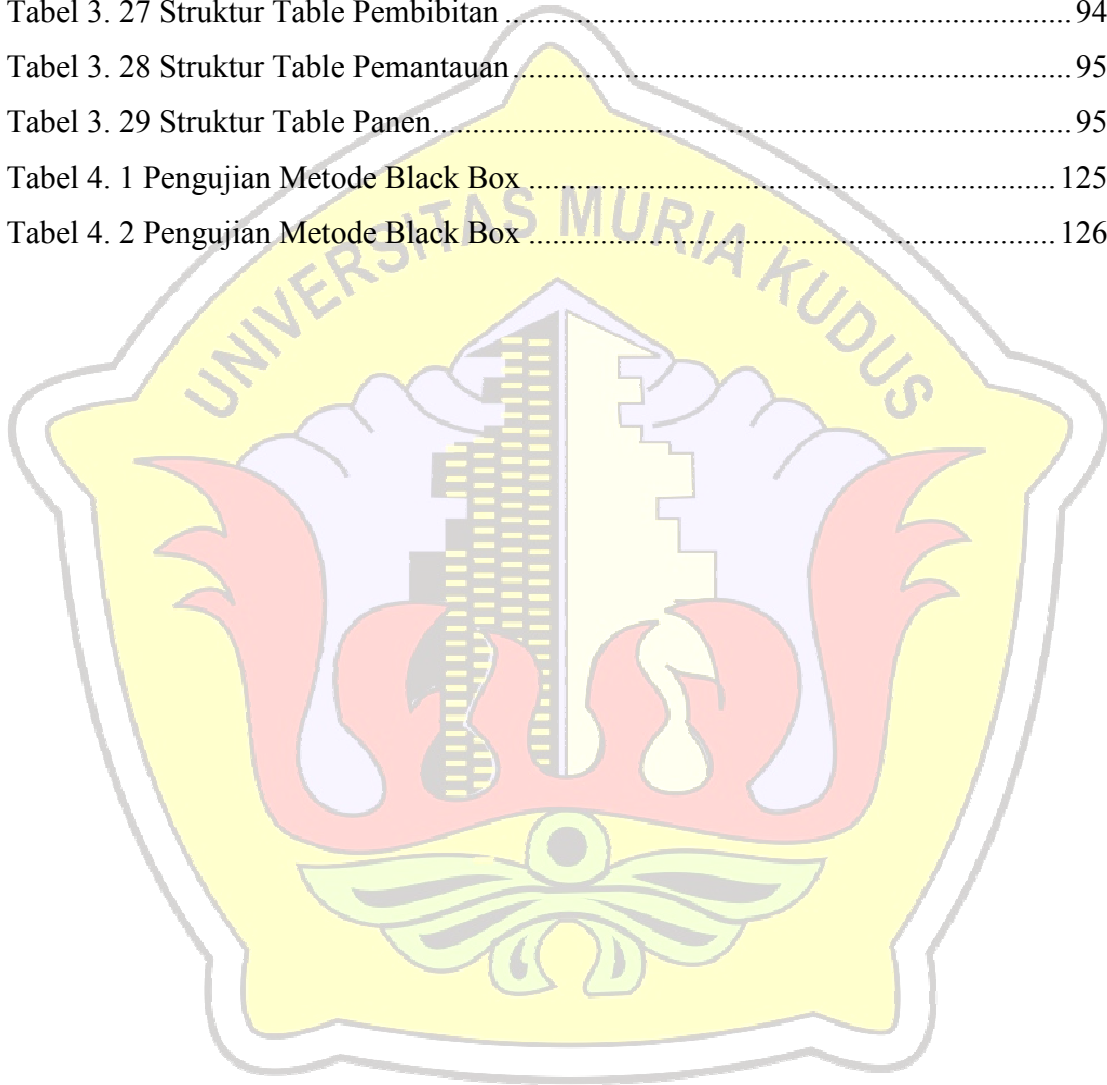 Tabel 3. 27 Struktur Table Pembibitan ........................................................................ 94
Tabel 3. 28 Struktur Table Pemantauan ....................................................................... 95
Tabel 3. 29 Struktur Table Panen ................................................................................. 95
Tabel 4. 1 Pengujian Metode Black Box ................................................................... 125
Tabel 4. 2 Pengujian Metode Black Box ................................................................... 126
UNIVERSITAS MURIA KUDUS